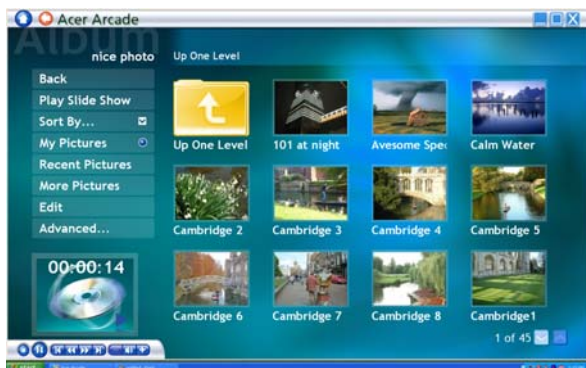 Acer Arcade
Album
nice photo
Up One Level
Back
Play Slide Show
Sort By...
My Pictures
Recent Pictures
More Pictures
Edit
Advanced...
00:00:14
Up One Level
101 at night
Avesome Spec
Calm Water
Cambridge 2
Cambridge 3
Cambridge 4
Cambridge 5
Cambridge 6
Cambridge 7
Cambridge 8
Cambridge1
1 of 45